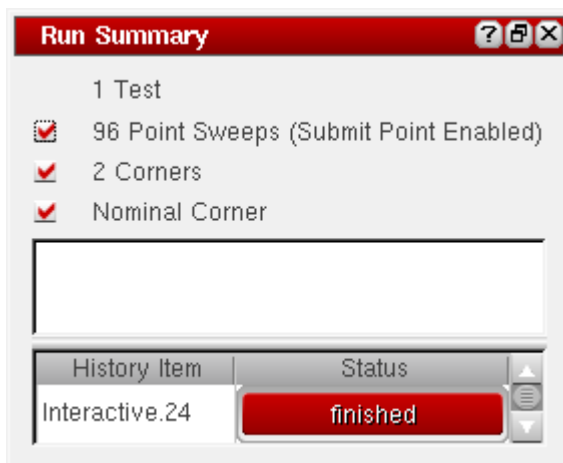 Run Summary
1 Test
96 Point Sweeps (Submit Point Enabled)
2 Corners
Nominal Corner
History Item Status
Interactive.24 finished